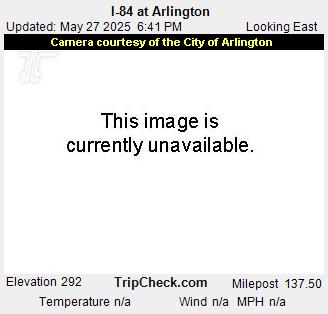 I-84 at Arlington
Updated: May 27 2025 6:41 PM Looking East
Camera courtesy of the City of Arlington
This image is
currently unavailable.
Elevation 292 TripCheck.com Milepost 137.50
Temperature n/a Wind n/a MPH n/a